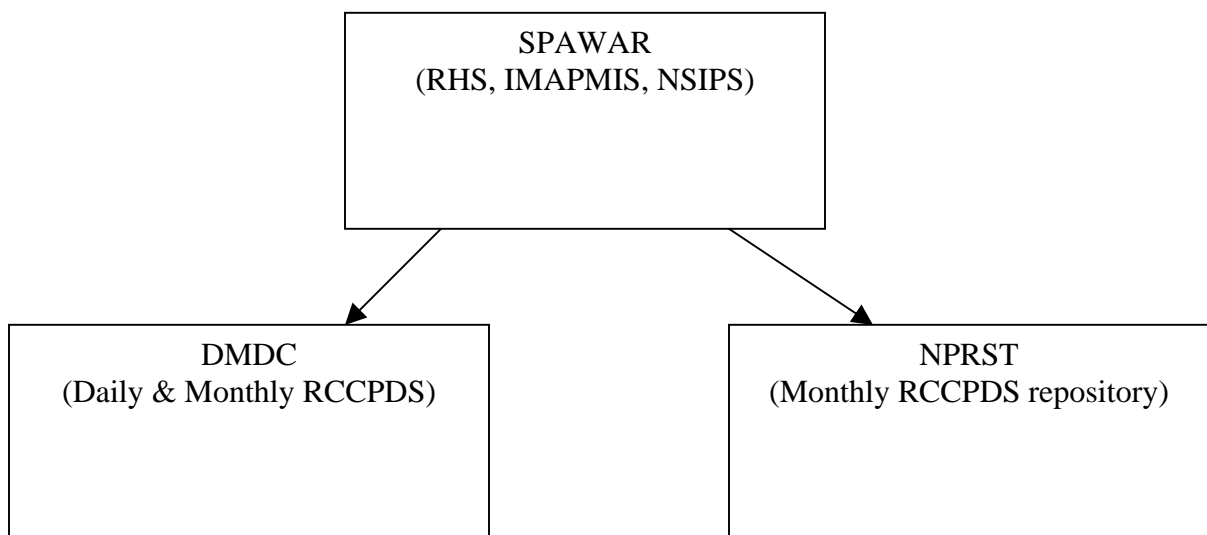 SPAWAR
(RHS, IMAPMIS, NSIPS)
DMDC
(Daily & Monthly RCCPDS)
NPRST
(Monthly RCCPDS repository)